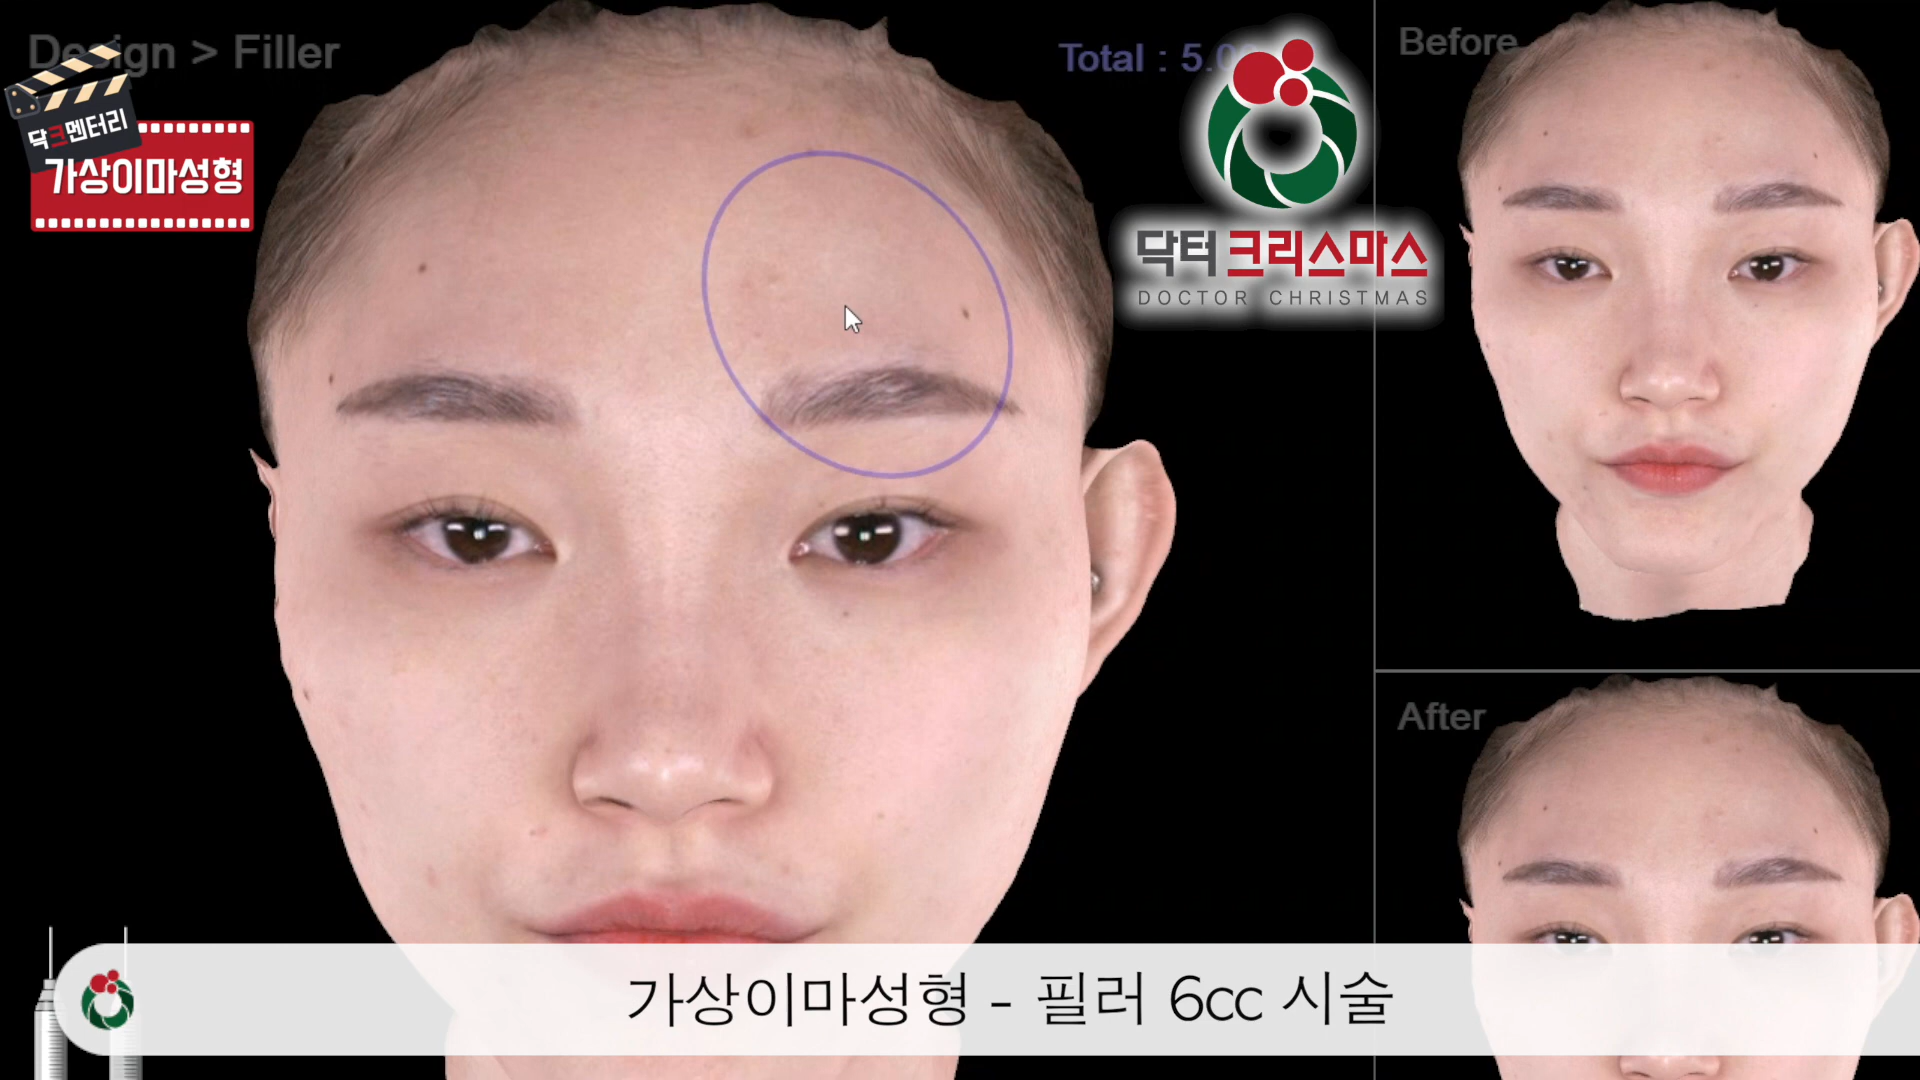 Design > Filler
닥크멘터리
가상이마성형
Total : 5.0
닥터 크리스마스
DOCTOR CHRISTMAS
Before
After
가상이마성형 - 필러 6cc 시술